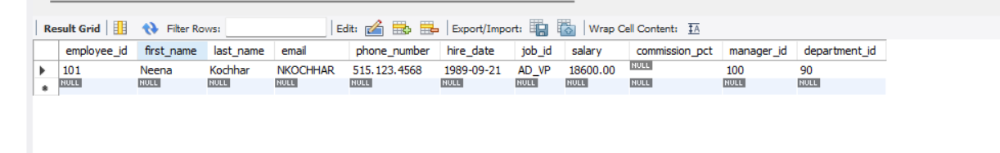 Result Grid Filter Rows: Edit: Export/Import: Wrap Cell Content: IA
employee_id first_name last_name email phone_number hire_date job_id salary commission_pct manager_id department_id
101 Neena Kochhar NKOCHHAR 515.123.4568 1989-09-21 AD_VP 18600.00 NULL 100 90
NULL NULL NULL NULL NULL NULL NULL NULL NULL NULL NULL